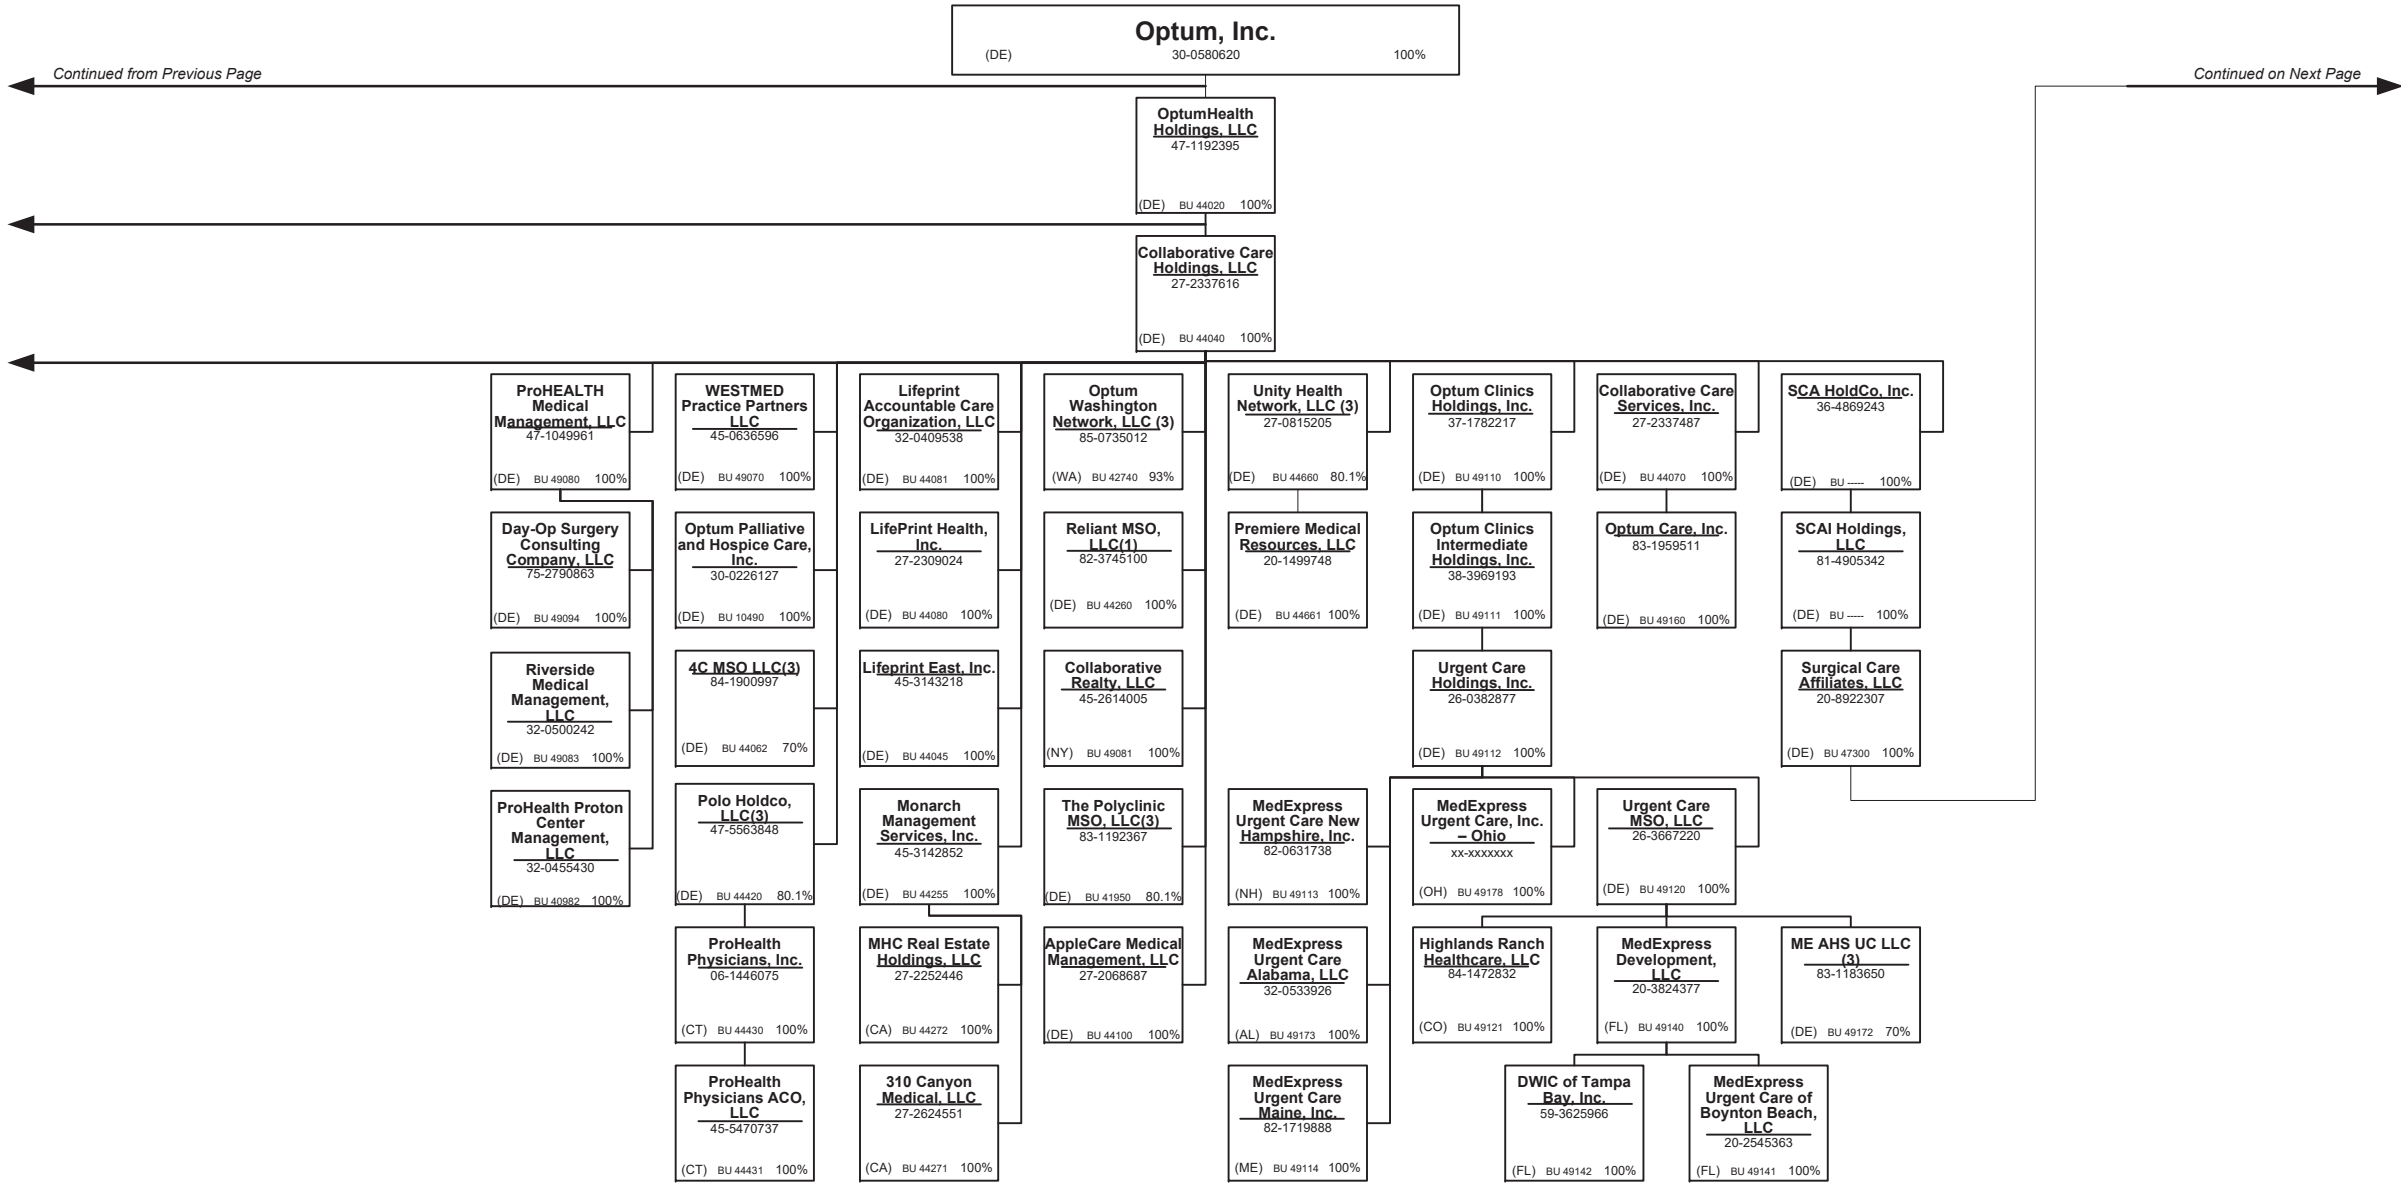 Optum, Inc.
(DE) 30-0580620 100%
Continued from Previous Page
Continued on Next Page
OptumHealth
Holdings, LLC
47-1192395
(DE) BU 44020 100%
Collaborative Care
Holdings, LLC
27-2337616
(DE) BU 44040 100%
ProHEALTH
Medical
Management, LLC
47-1049961
(DE) BU 49080 100%
WESTMED
Practice Partners
LLC
45-0636596
(DE) BU 49070 100%
Lifeprint
Accountable Care
Organization, LLC
32-0409538
(DE) BU 44081 100%
Optum
Washington
Network, LLC (3)
85-0735012
(WA) BU 42740 93%
Unity Health
Network, LLC (3)
27-0815205
(DE) BU 44660 80.1%
Optum Clinics
Holdings, Inc.
37-1782217
(DE) BU 49110 100%
Collaborative Care
Services, Inc.
27-2337487
(DE) BU 44070 100%
SCA HoldCo, Inc.
36-4869243
(DE) BU ----- 100%
Day-Op Surgery
Consulting
Company, LLC
75-2790863
(DE) BU 49094 100%
Optum Palliative
and Hospice Care,
Inc.
30-0226127
(DE) BU 10490 100%
LifePrint Health,
Inc.
27-2309024
(DE) BU 44080 100%
Reliant MSO,
LLC(1)
82-3745100
(DE) BU 44260 100%
Premiere Medical
Resources, LLC
20-1499748
(DE) BU 44661 100%
Optum Clinics
Intermediate
Holdings, Inc.
38-3969193
(DE) BU 49111 100%
Optum Care, Inc.
83-1959511
(DE) BU 49160 100%
SCAI Holdings,
LLC
81-4905342
(DE) BU ----- 100%
Riverside
Medical
Management,
LLC
32-0500242
(DE) BU 49083 100%
4C MSO LLC(3)
84-1900997
(DE) BU 44062 70%
Lifeprint East, Inc.
45-3143218
(DE) BU 44045 100%
Collaborative
Realty, LLC
45-2614005
(NY) BU 49081 100%
Urgent Care
Holdings, Inc.
26-0382877
(DE) BU 49112 100%
Surgical Care
Affiliates, LLC
20-8922307
(DE) BU 47300 100%
ProHealth Proton
Center
Management,
LLC
32-0455430
(DE) BU 40982 100%
Polo Holdco,
LLC(3)
47-5563848
(DE) BU 44420 80.1%
Monarch
Management
Services, Inc.
45-3142852
(DE) BU 44255 100%
The Polyclinic
MSO, LLC(3)
83-1192367
(DE) BU 41950 80.1%
MedExpress
Urgent Care New
Hampshire, Inc.
82-0631738
(NH) BU 49113 100%
MedExpress
Urgent Care, Inc.
– Ohio
xx-xxxxxxx
(OH) BU 49178 100%
Urgent Care
MSO, LLC
26-3667220
(DE) BU 49120 100%
ProHealth
Physicians, Inc.
06-1446075
(CT) BU 44430 100%
MHC Real Estate
Holdings, LLC
27-2252446
(CA) BU 44272 100%
AppleCare Medical
Management, LLC
27-2068687
(DE) BU 44100 100%
MedExpress
Urgent Care
Alabama, LLC
32-0533926
(AL) BU 49173 100%
Highlands Ranch
Healthcare, LLC
84-1472832
(CO) BU 49121 100%
MedExpress
Development,
LLC
20-3824377
(FL) BU 49140 100%
ME AHS UC LLC
(3)
83-1183650
(DE) BU 49172 70%
ProHealth
Physicians ACO,
LLC
45-5470737
(CT) BU 44431 100%
310 Canyon
Medical, LLC
27-2624551
(CA) BU 44271 100%
MedExpress
Urgent Care
Maine, Inc.
82-1719888
(ME) BU 49114 100%
DWIC of Tampa
Bay, Inc.
59-3625966
(FL) BU 49142 100%
MedExpress
Urgent Care of
Boynton Beach,
LLC
20-2545363
(FL) BU 49141 100%